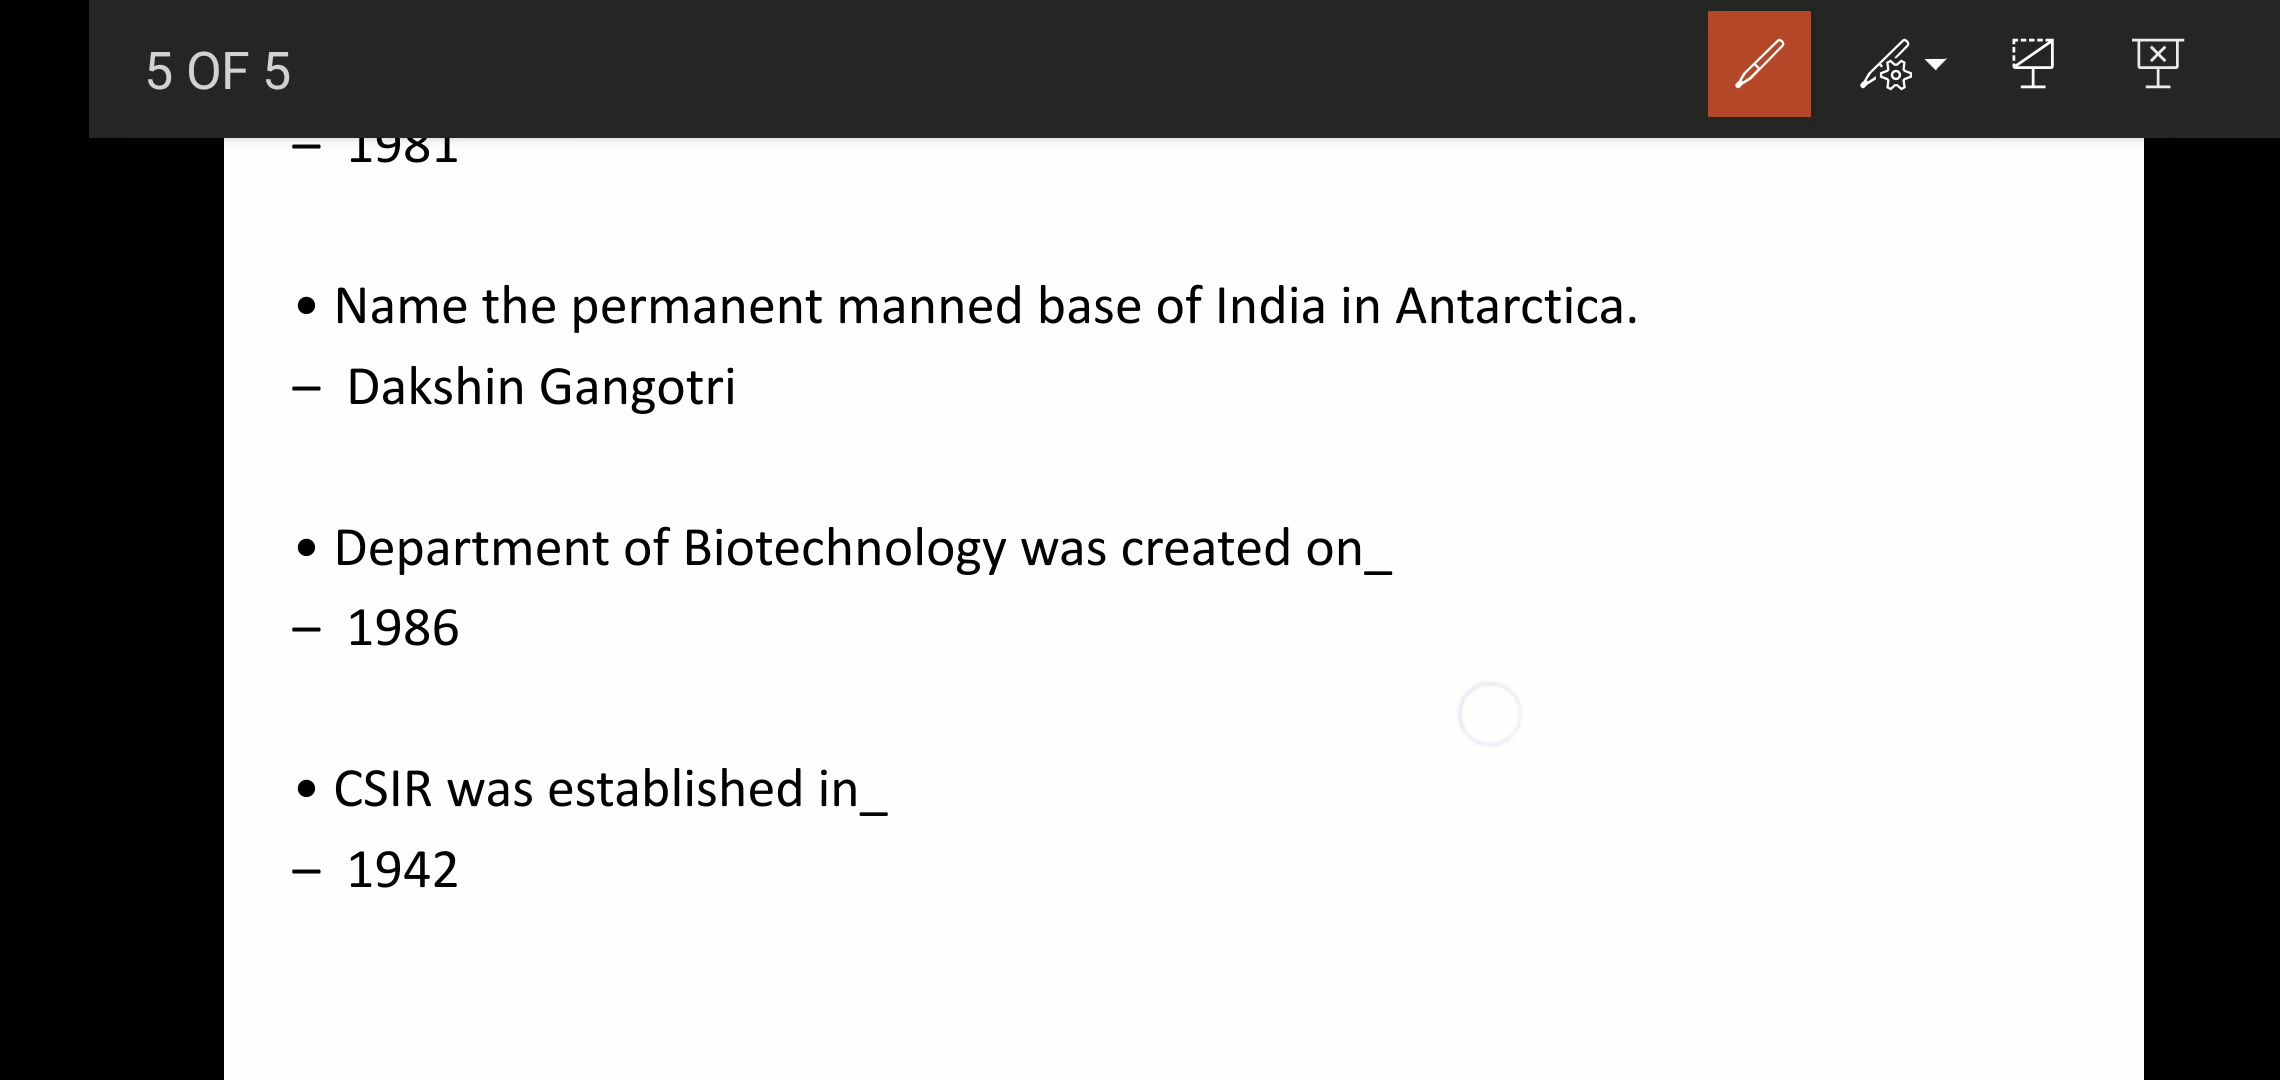 5 OF 5
– 1981
• Name the permanent manned base of India in Antarctica.
– Dakshin Gangotri
• Department of Biotechnology was created on_
– 1986
• CSIR was established in_
– 1942